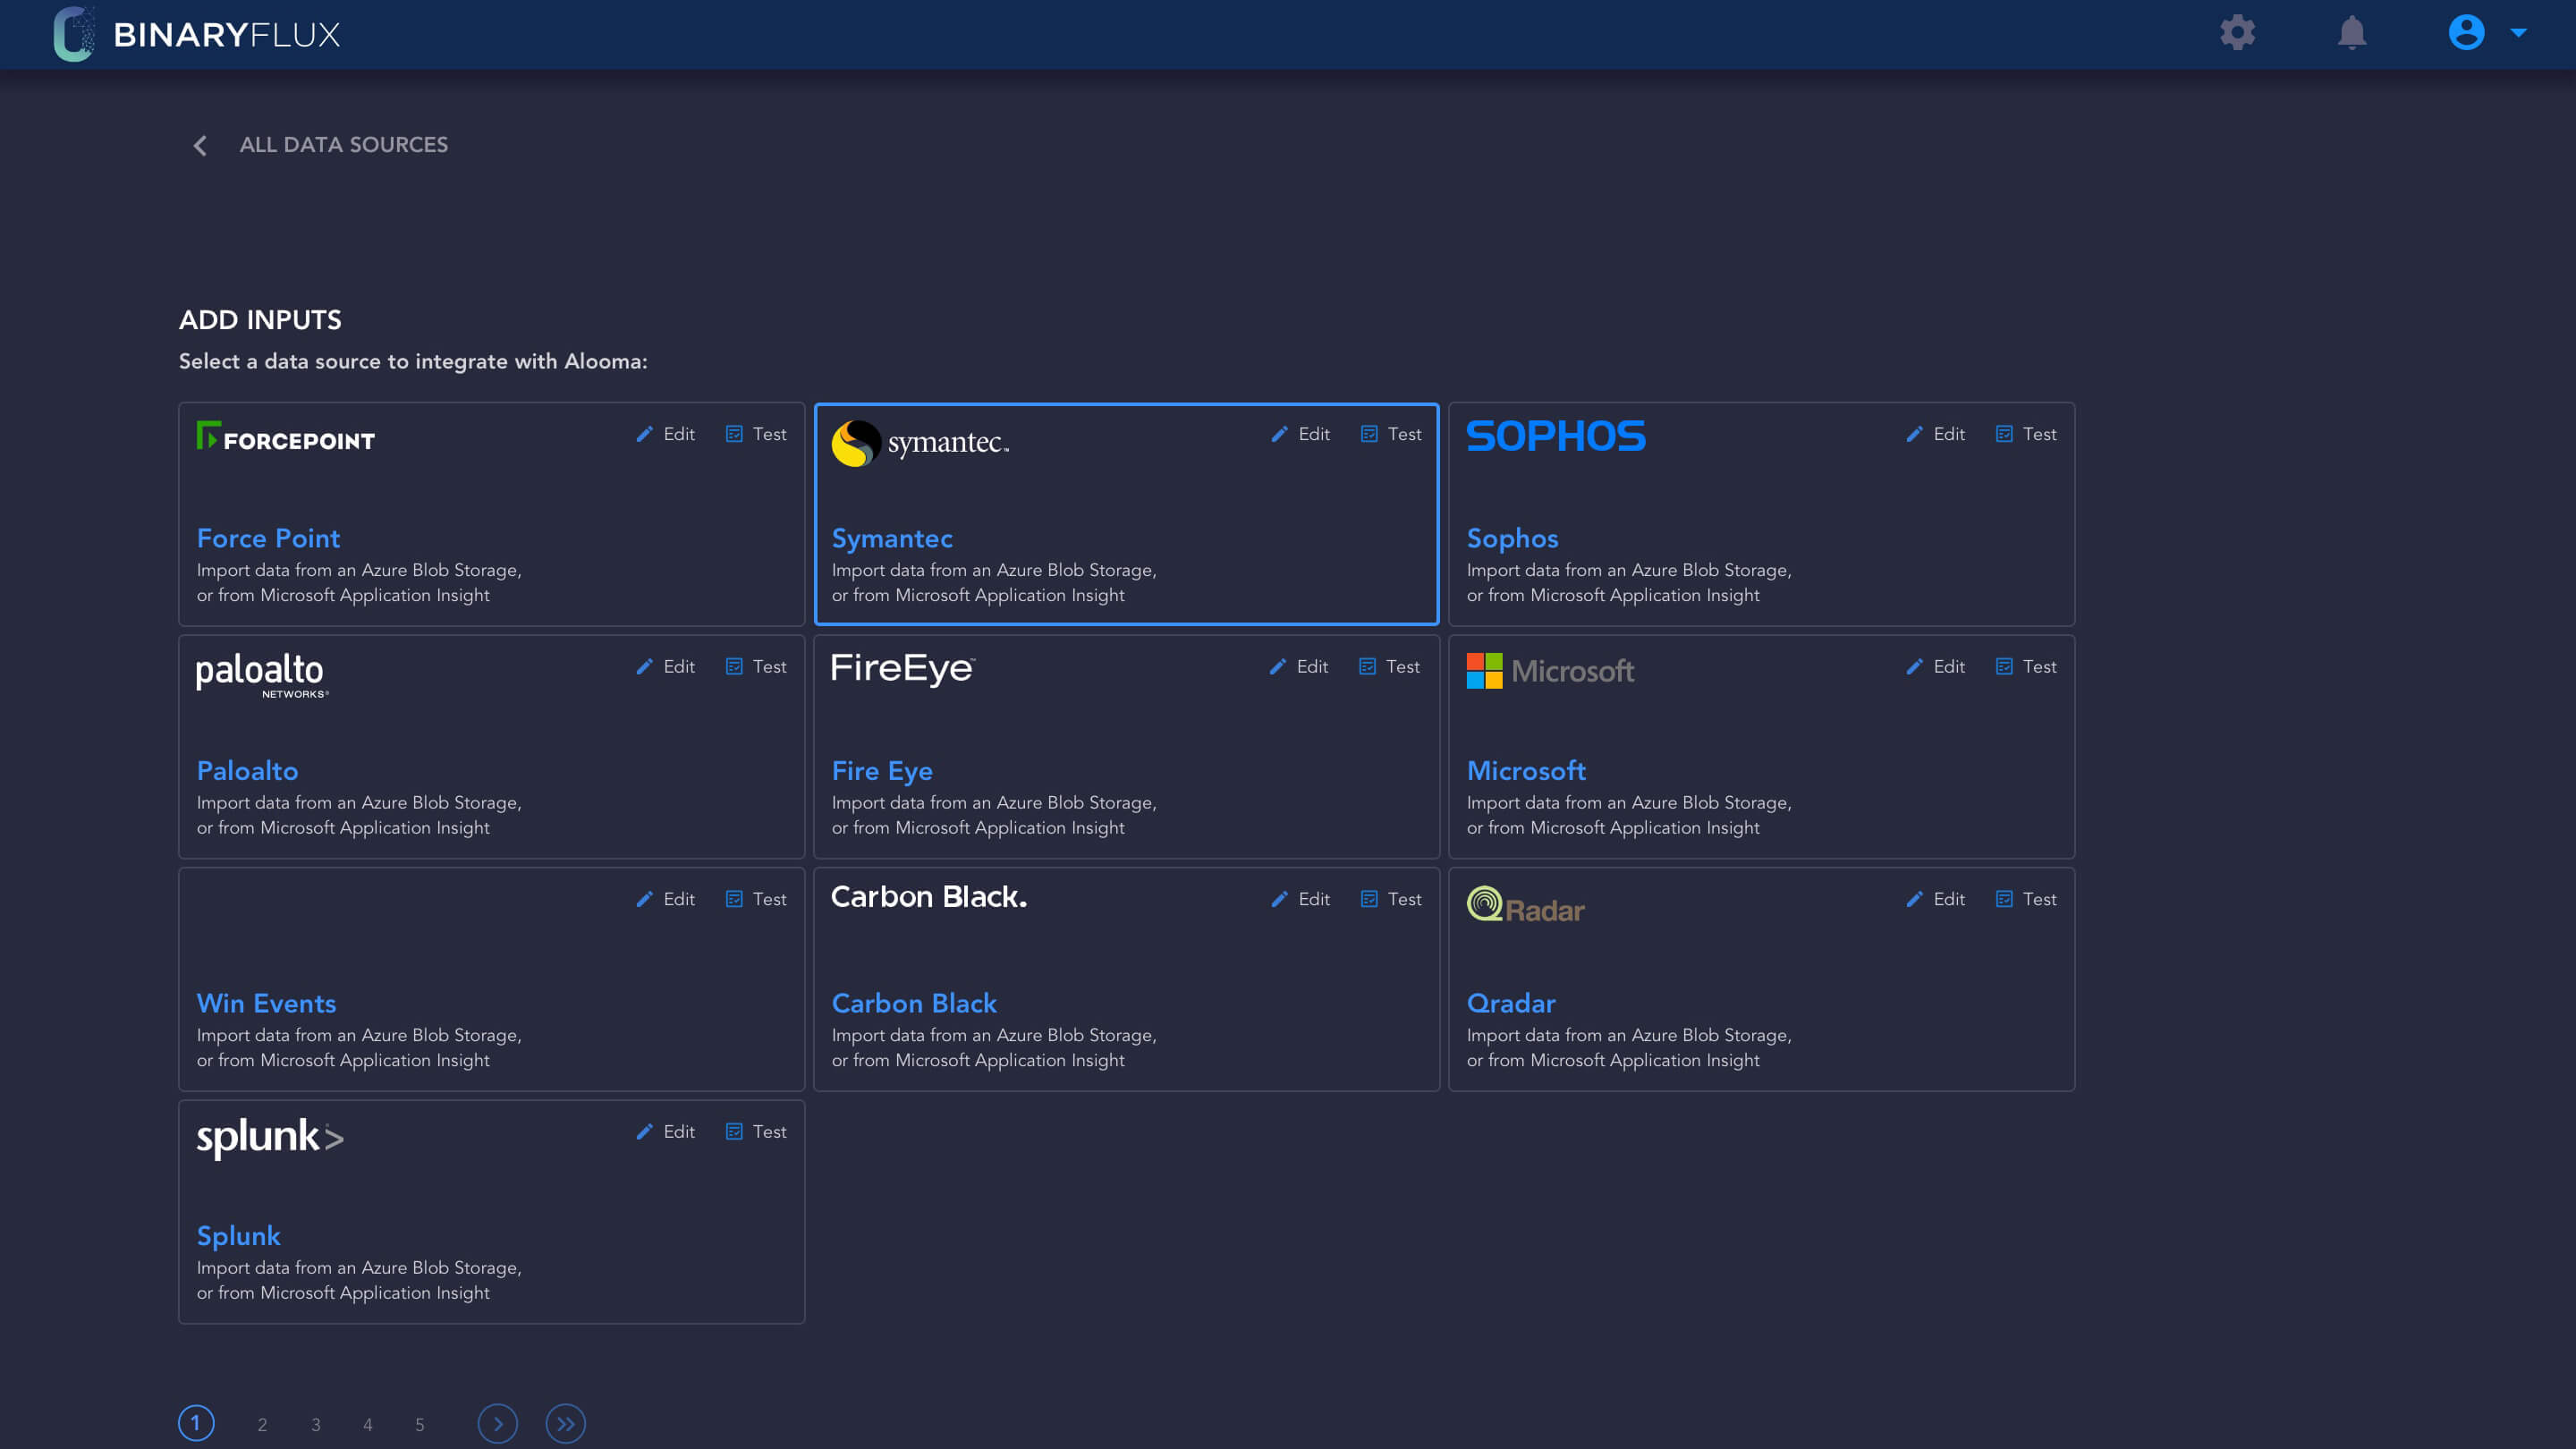 BINARYFLUX
ALL DATA SOURCES
ADD INPUTS
Select a data source to integrate with Alooma:
FORCEPOINT
Edit
Test
Force Point
Import data from an Azure Blob Storage,
or from Microsoft Application Insight
symantec.
Edit
Test
Symantec
Import data from an Azure Blob Storage,
or from Microsoft Application Insight
SOPHOS
Edit
Test
Sophos
Import data from an Azure Blob Storage,
or from Microsoft Application Insight
paloalto
NETWORKS®
Edit
Test
Paloalto
Import data from an Azure Blob Storage,
or from Microsoft Application Insight
FireEye™
Edit
Test
Fire Eye
Import data from an Azure Blob Storage,
or from Microsoft Application Insight
Microsoft
Edit
Test
Microsoft
Import data from an Azure Blob Storage,
or from Microsoft Application Insight
Edit
Test
Win Events
Import data from an Azure Blob Storage,
or from Microsoft Application Insight
Carbon Black.
Edit
Test
Carbon Black
Import data from an Azure Blob Storage,
or from Microsoft Application Insight
QRadar
Edit
Test
Qradar
Import data from an Azure Blob Storage,
or from Microsoft Application Insight
splunk>
Edit
Test
Splunk
Import data from an Azure Blob Storage,
or from Microsoft Application Insight
1 2 3 4 5